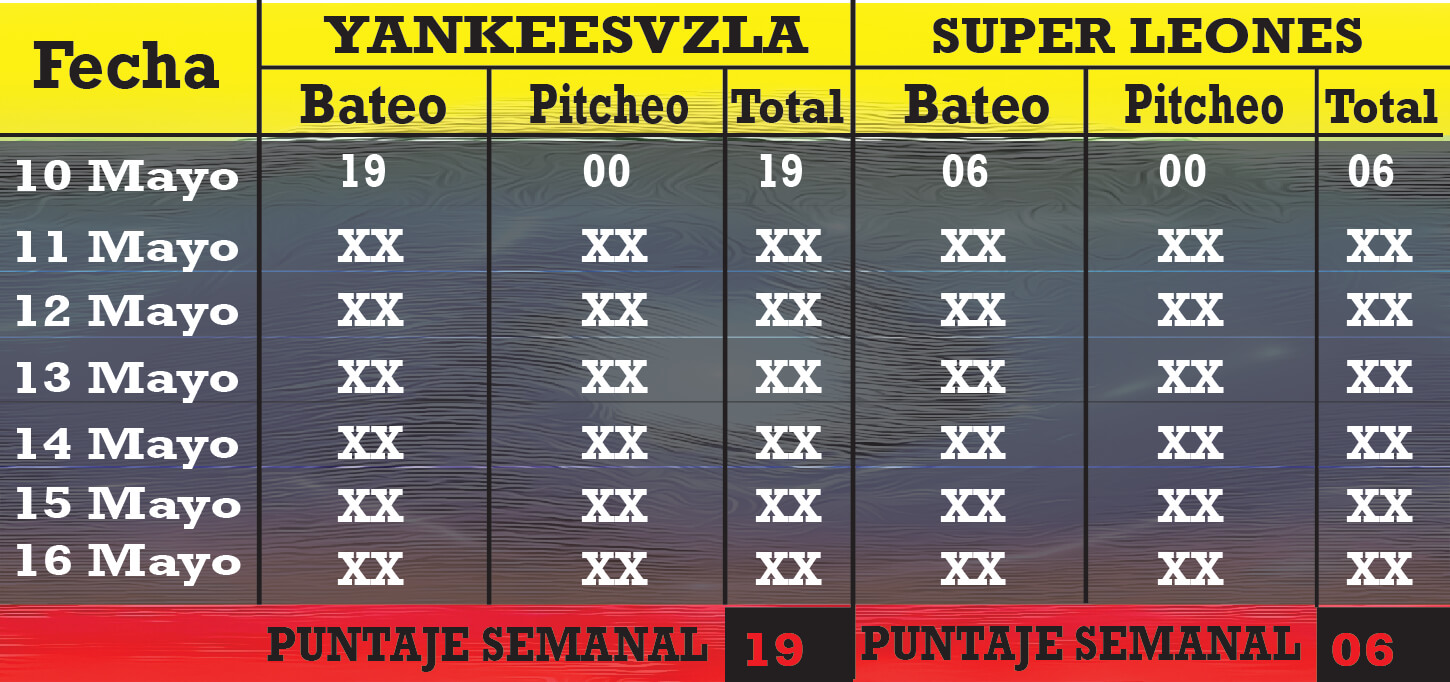 Fecha YANKEESVZLA SUPER LEONES
Bateo Pitcheo Total Bateo Pitcheo Total
10 Mayo 19 00 19 06 00 06
11 Mayo XX XX XX XX XX XX
12 Mayo XX XX XX XX XX XX
13 Mayo XX XX XX XX XX XX
14 Mayo XX XX XX XX XX XX
15 Mayo XX XX XX XX XX XX
16 Mayo XX XX XX XX XX XX
PUNTAJE SEMANAL 19 PUNTAJE SEMANAL 06